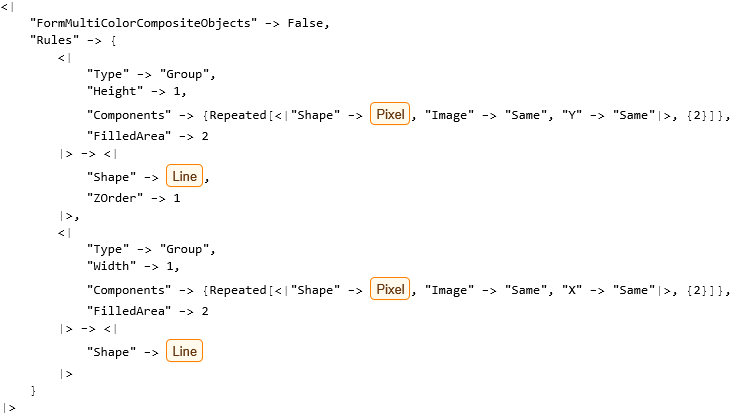 <|
"FormMultiColorCompositeObjects" -> False,
"Rules" -> {
<|
"Type" -> "Group",
"Height" -> 1,
"Components" -> {Repeated[<|"Shape" -> Pixel, "Image" -> "Same", "Y" -> "Same"|>, {2}]},
"FilledArea" -> 2
|> -> <|
"Shape" -> Line,
"ZOrder" -> 1
|>,
<|
"Type" -> "Group",
"Width" -> 1,
"Components" -> {Repeated[<|"Shape" -> Pixel, "Image" -> "Same", "X" -> "Same"|>, {2}]},
"FilledArea" -> 2
|> -> <|
"Shape" -> Line
|>
}
|>